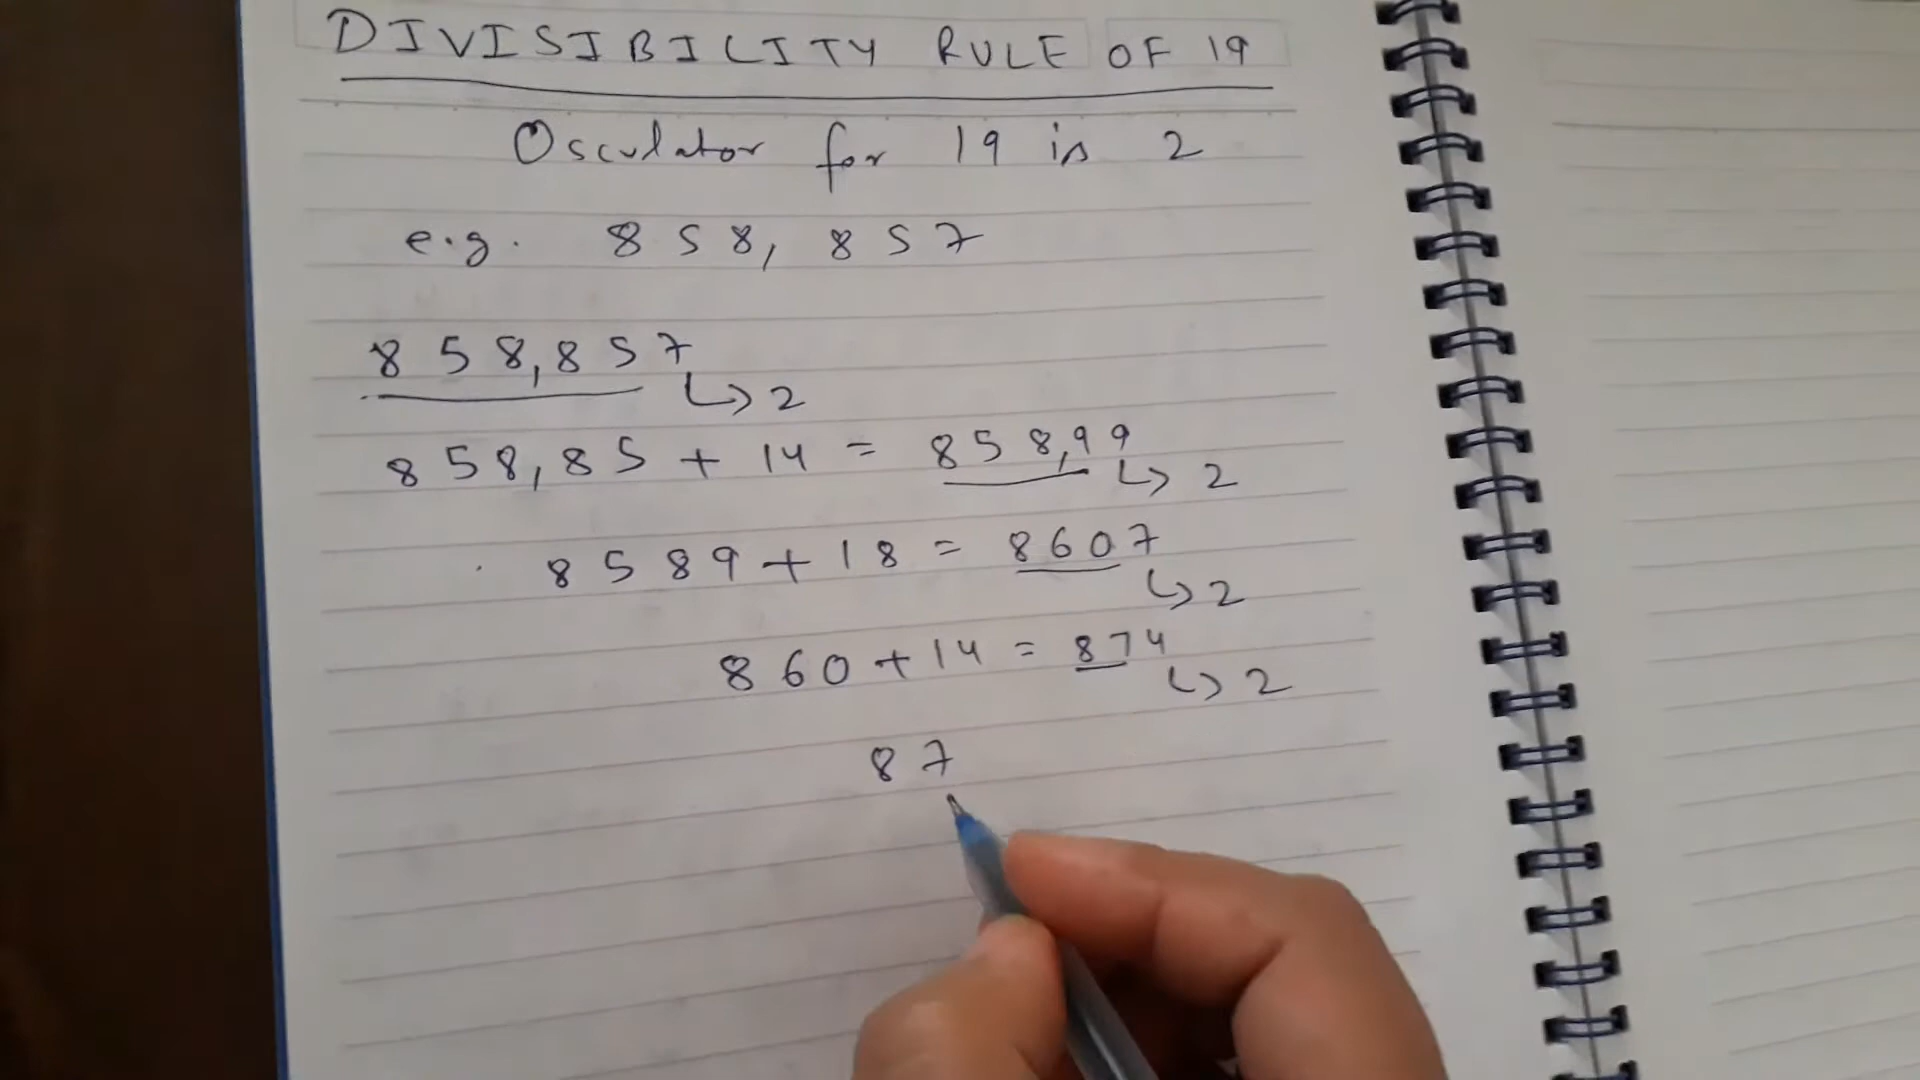 DIVISIBILITY RULE OF 19
Osculator for 19 is 2
e.g. 858, 857
858,857
↳ 2
858,85 + 14 = 858,99
↳ 2
8589 + 18 = 8607
↳ 2
860 + 14 = 874
↳ 2
87